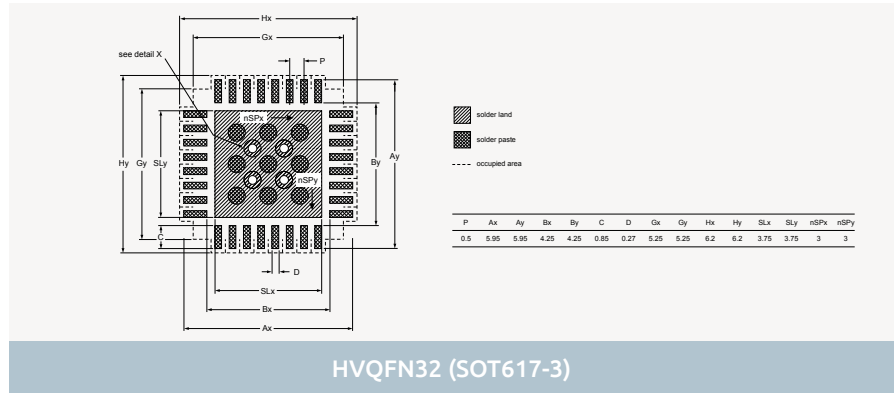 Hx
Gx
see detail X
P
nSPx
Hy
Gy
SLy
By
Ay
nSPy
C
D
SLx
Bx
Ax
solder land
solder paste
occupied area
P Ax Ay Bx By C D Gx Gy Hx Hy SLx SLy nSPx nSPy
0.5 5.95 5.95 4.25 4.25 0.85 0.27 5.25 5.25 6.2 6.2 3.75 3.75 3 3
HVQFN32 (SOT617-3)